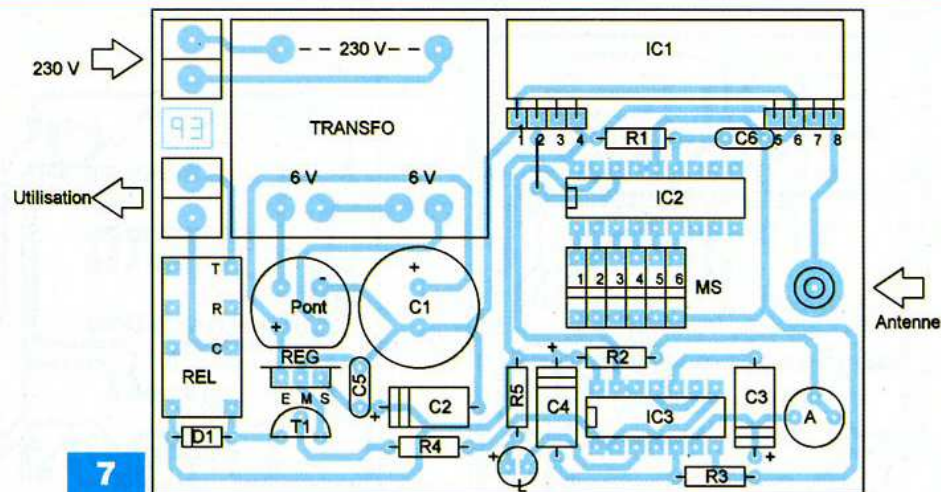 230 V
IC1
230 V
TRANSFO
93
1 2 3 4
R1
C6
5 6 7 8
6 V
6 V
IC2
Utilisation
T
R
C
REL
-
Pont
+
+
C1
1 2 3 4 5 6
MS
Antenne
REG
E M S
C5
+
C2
T1
D1
R4
R5
+
C4
R2
IC3
C3
+
A
L
R3
7